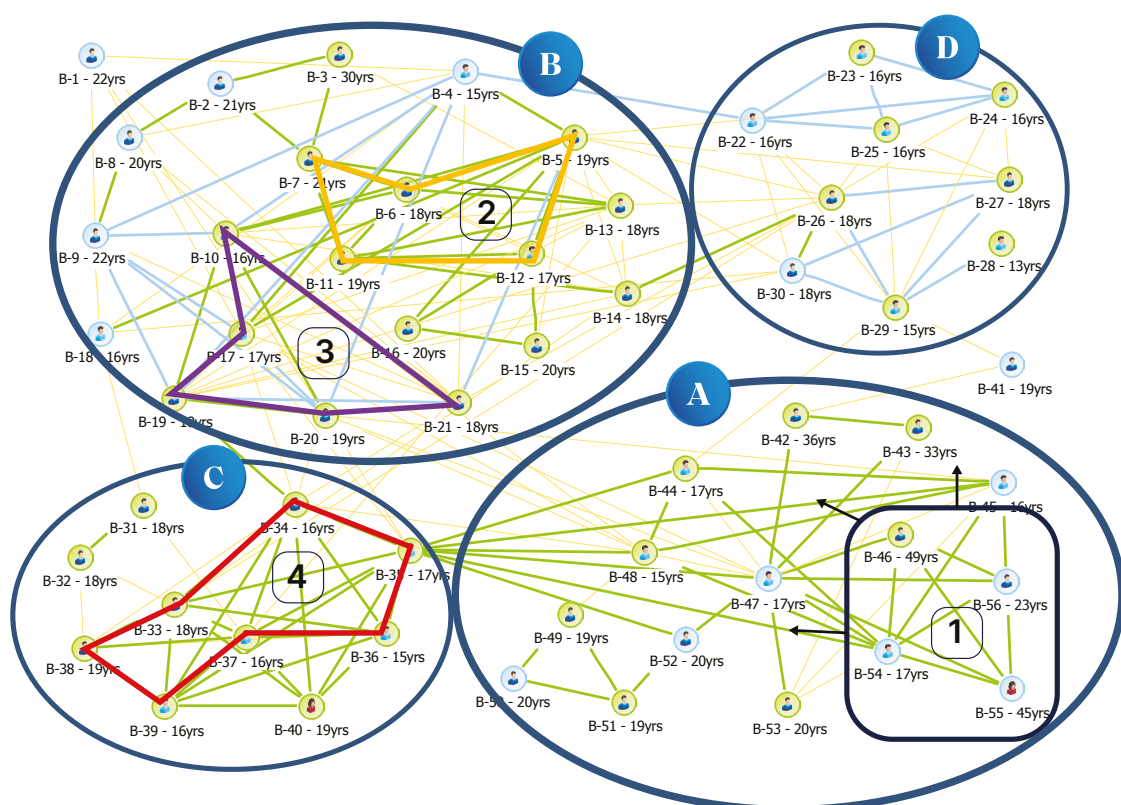 B
D
B-1 - 22yrs
B-2 - 21yrs
B-3 - 30yrs
B-4 - 15yrs
B-23 - 16yrs
B-24 - 16yrs
B-8 - 20yrs
B-7 - 21yrs
B-5 - 19yrs
B-22 - 16yrs
B-25 - 16yrs
B-6 - 18yrs
2
B-13 - 18yrs
B-26 - 18yrs
B-27 - 18yrs
B-9 - 22yrs
B-10 - 16yrs
B-11 - 19yrs
B-12 - 17yrs
B-28 - 13yrs
B-30 - 18yrs
B-14 - 18yrs
B-29 - 15yrs
B-18 - 16yrs
B-17 - 17yrs
3
B-16 - 20yrs
B-15 - 20yrs
B-41 - 19yrs
A
B-19 - 18yrs
B-20 - 19yrs
B-21 - 18yrs
B-42 - 36yrs
B-43 - 33yrs
C
B-44 - 17yrs
B-45 - 16yrs
B-31 - 18yrs
B-34 - 16yrs
B-46 - 49yrs
B-32 - 18yrs
4
B-35 - 17yrs
B-48 - 15yrs
B-47 - 17yrs
B-56 - 23yrs
B-33 - 18yrs
B-49 - 19yrs
1
B-38 - 19yrs
B-37 - 16yrs
B-36 - 15yrs
B-52 - 20yrs
B-54 - 17yrs
B-50 - 20yrs
B-51 - 19yrs
B-55 - 45yrs
B-39 - 16yrs
B-40 - 19yrs
B-53 - 20yrs